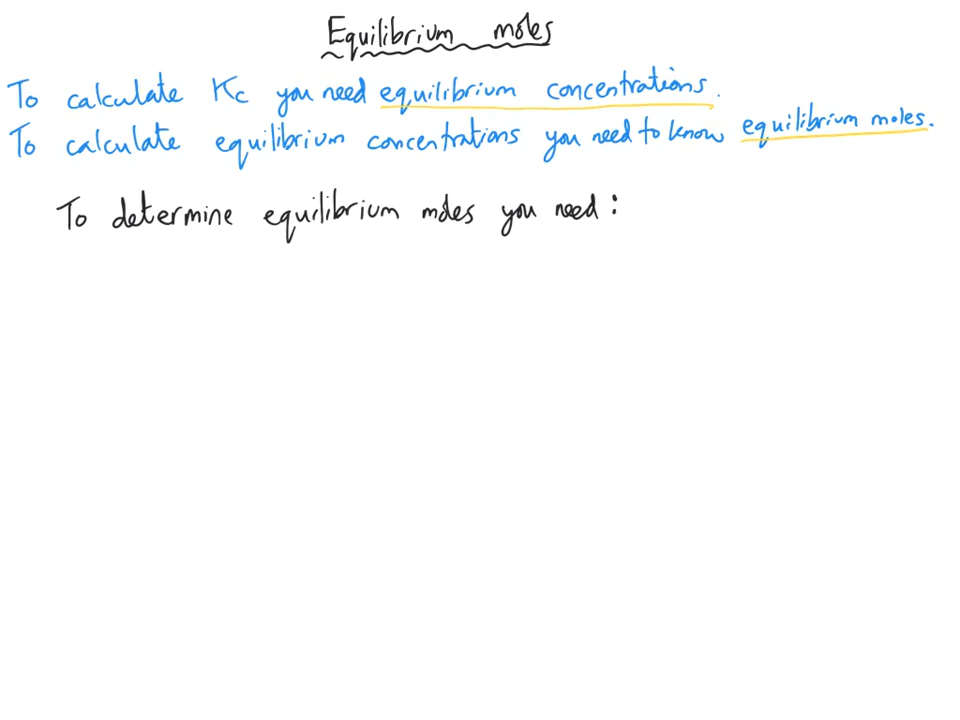 Equilibrium moles
To calculate Kc you need equilibrium concentrations.
To calculate equilibrium concentrations you need to know equilibrium moles.
To determine equilibrium moles you need :